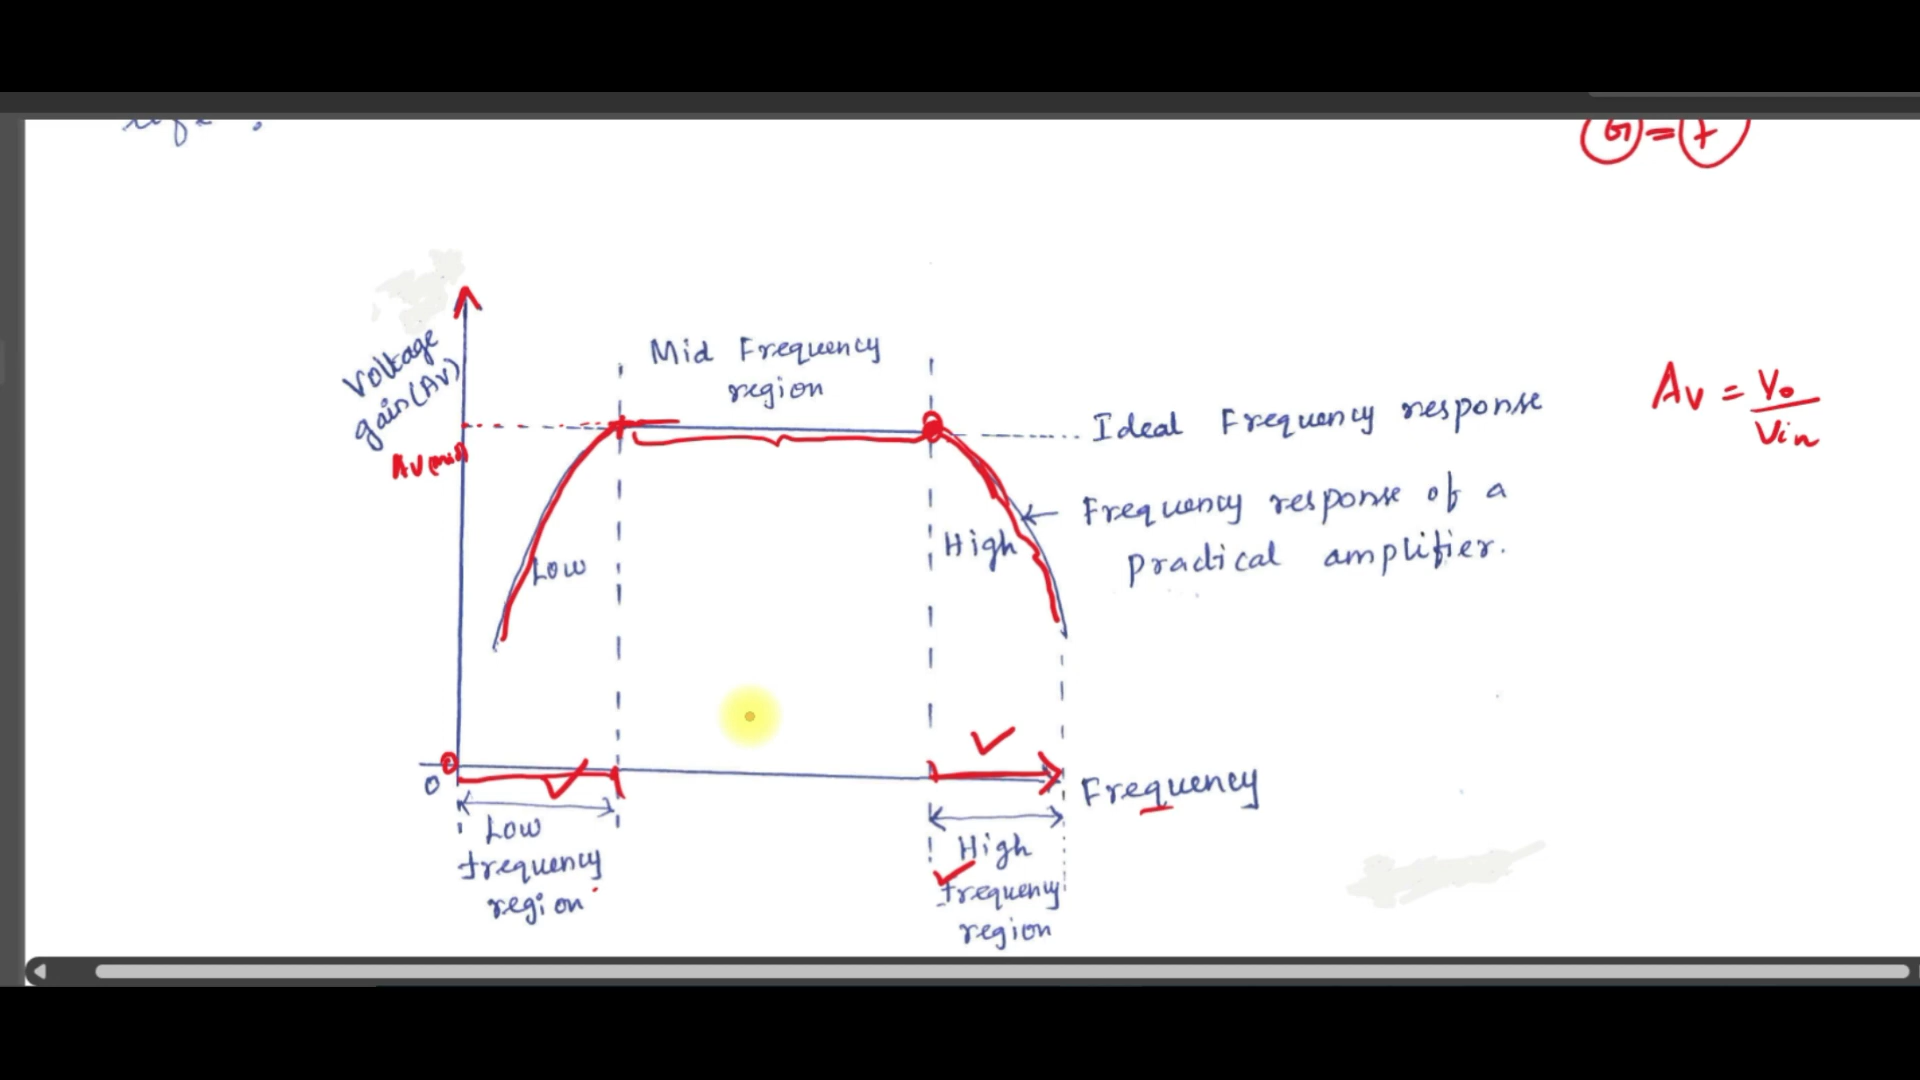 G = f
Voltage
gain (Av)
Av(mid)
Mid Frequency
region
Ideal Frequency response
Av = Vo
Vin
Frequency response of a
practical amplifier.
Low
High
0
Frequency
Low
frequency
region
High
frequency
region